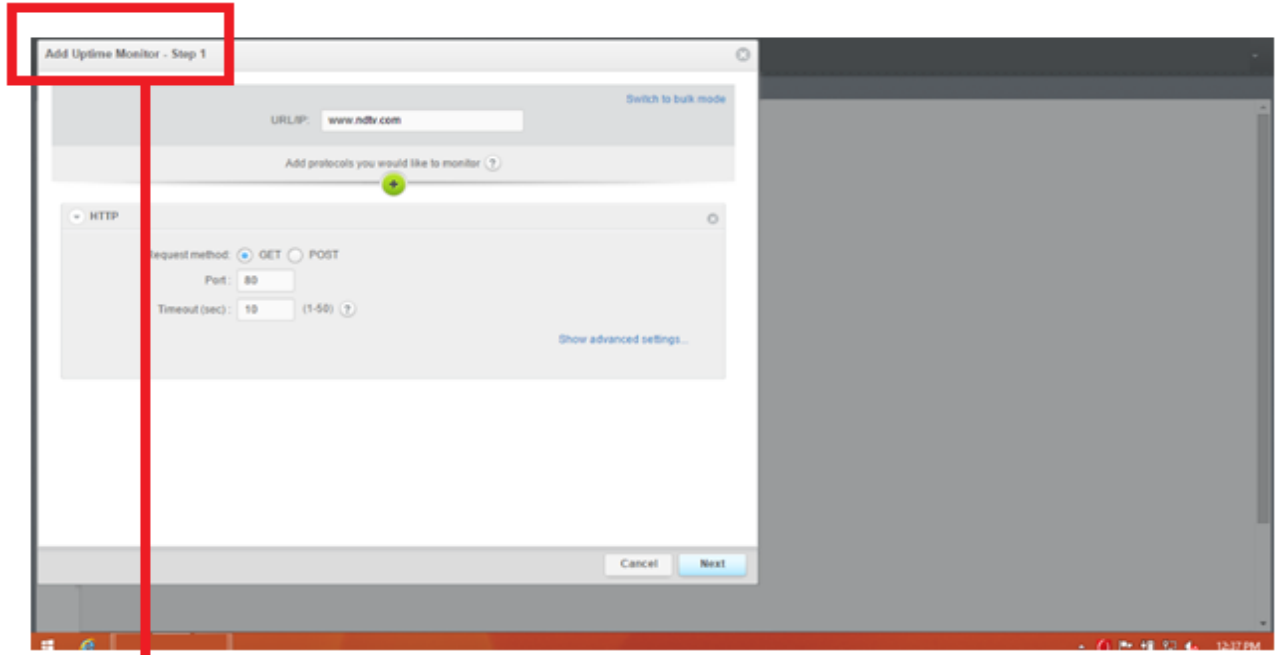 Add Uptime Monitor - Step 1
Switch to bulk mode
URL/IP: www.ndtv.com
Add protocols you would like to monitor ?
HTTP
Request method: GET POST
Port: 80
Timeout (sec): 10 (1-50) ?
Show advanced settings...
Cancel Next
12:37 PM